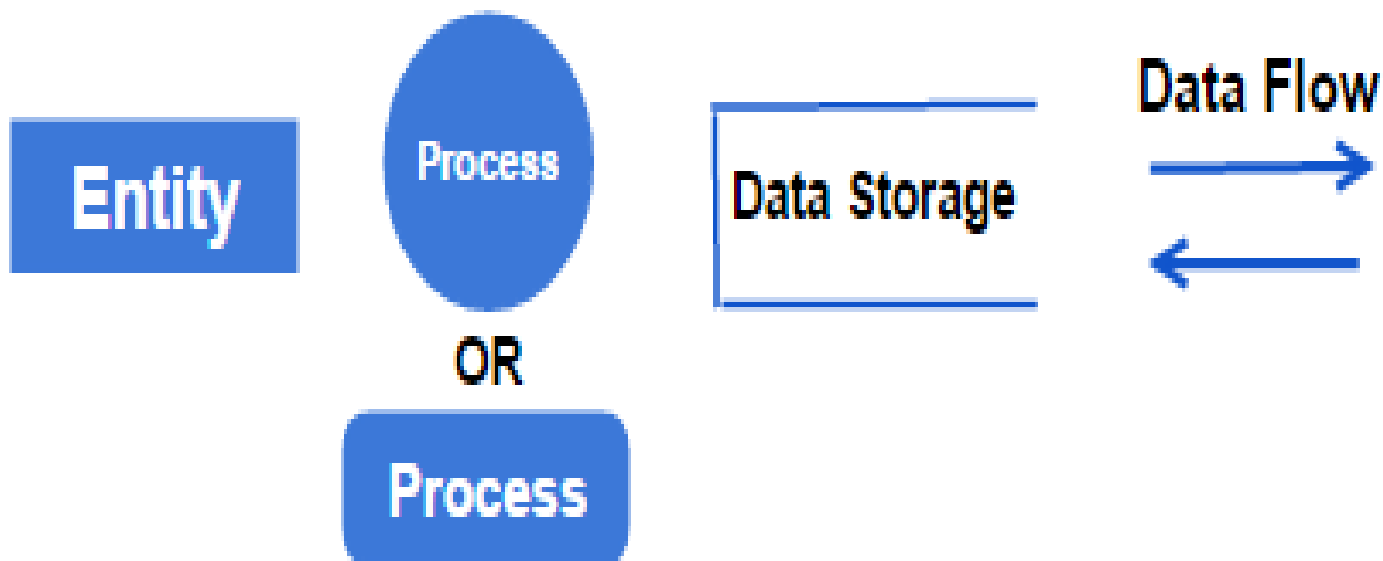 Entity
Process
OR
Process
Data Storage
Data Flow